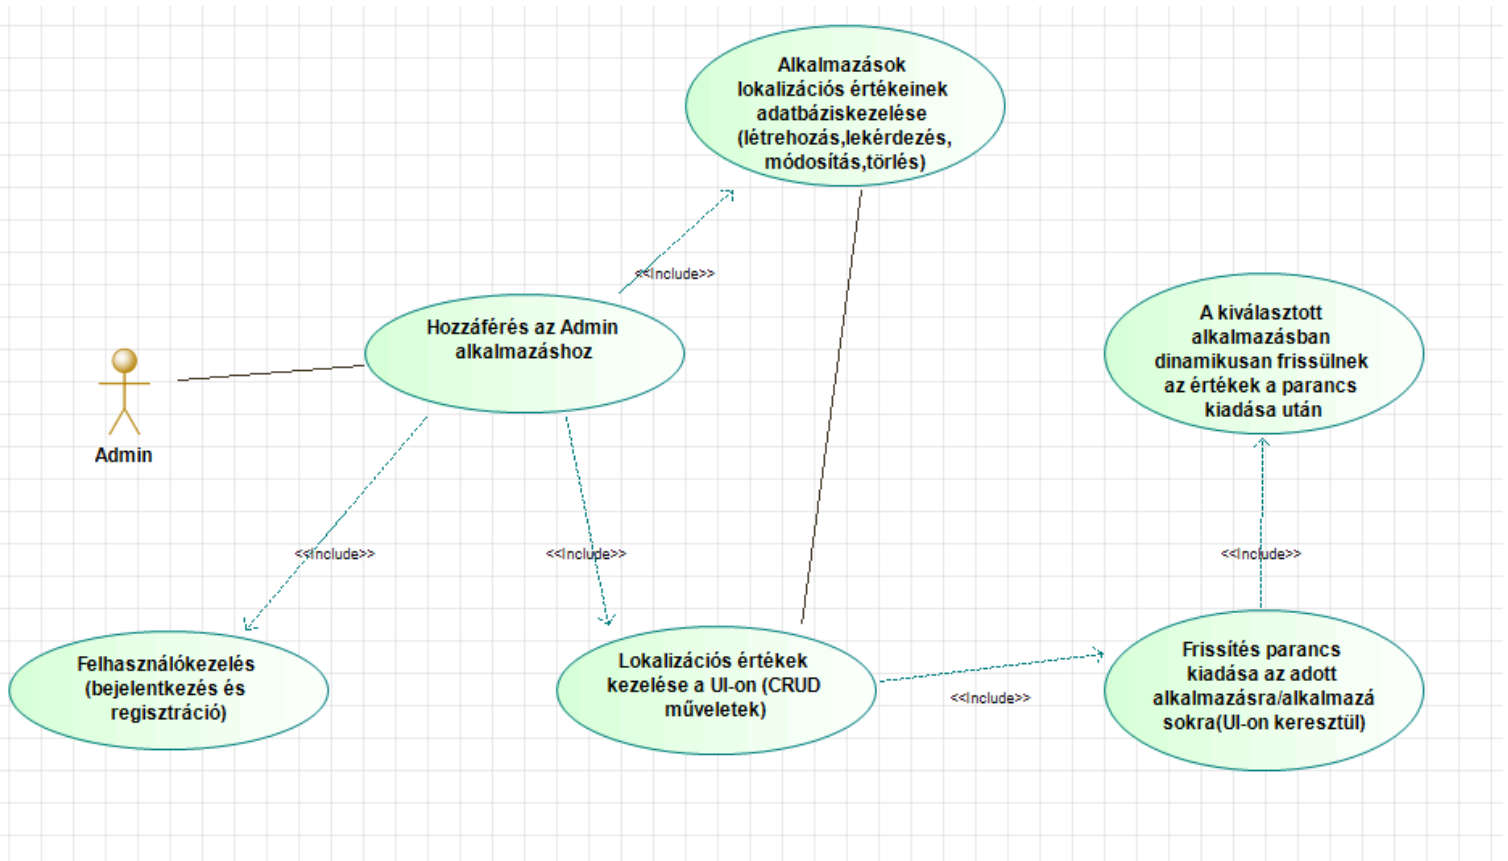 Alkalmazások
lokalizációs értékeinek
adatbáziskezelése
(létrehozás,lekérdezés,
módosítás,törlés)
<<Include>>
Hozzáférés az Admin
alkalmazáshoz
Admin
A kiválasztott
alkalmazásban
dinamikusan frissülnek
az értékek a parancs
kiadása után
<<Include>>
<<Include>>
<<Include>>
Felhasználókezelés
(bejelentkezés és
regisztráció)
Lokalizációs értékek
kezelése a UI-on (CRUD
műveletek)
<<Include>>
Frissítés parancs
kiadása az adott
alkalmazásra/alkalmazá
sokra(UI-on keresztül)